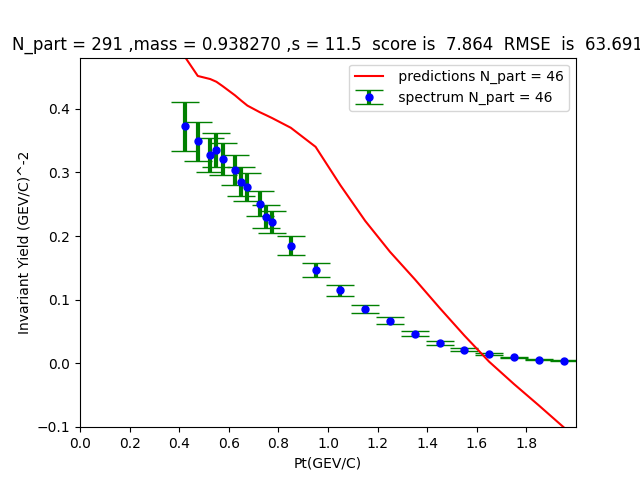 N_part = 291 ,mass = 0.938270 ,s = 11.5  score is  7.864  RMSE  is  63.691
predictions N_part = 46
spectrum N_part = 46
Invariant Yield (GEV/C)^-2
0.4
0.3
0.2
0.1
0.0
−0.1
0.0 0.2 0.4 0.6 0.8 1.0 1.2 1.4 1.6 1.8
Pt(GEV/C)